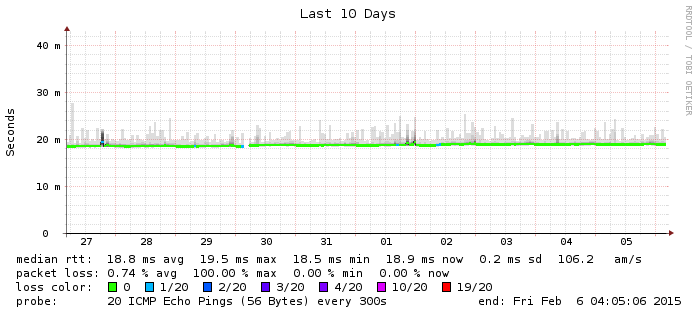 Last 10 Days
RRDTOOL / TOBI OETIKER
Seconds
40 m
30 m
20 m
10 m
0
27 28 29 30 31 01 02 03 04 05
median rtt: 18.8 ms avg 19.5 ms max 18.5 ms min 18.9 ms now 0.2 ms sd 106.2 am/s
packet loss: 0.74 % avg 100.00 % max 0.00 % min 0.00 % now
loss color: 0 1/20 2/20 3/20 4/20 10/20 19/20
probe: 20 ICMP Echo Pings (56 Bytes) every 300s end: Fri Feb 6 04:05:06 2015